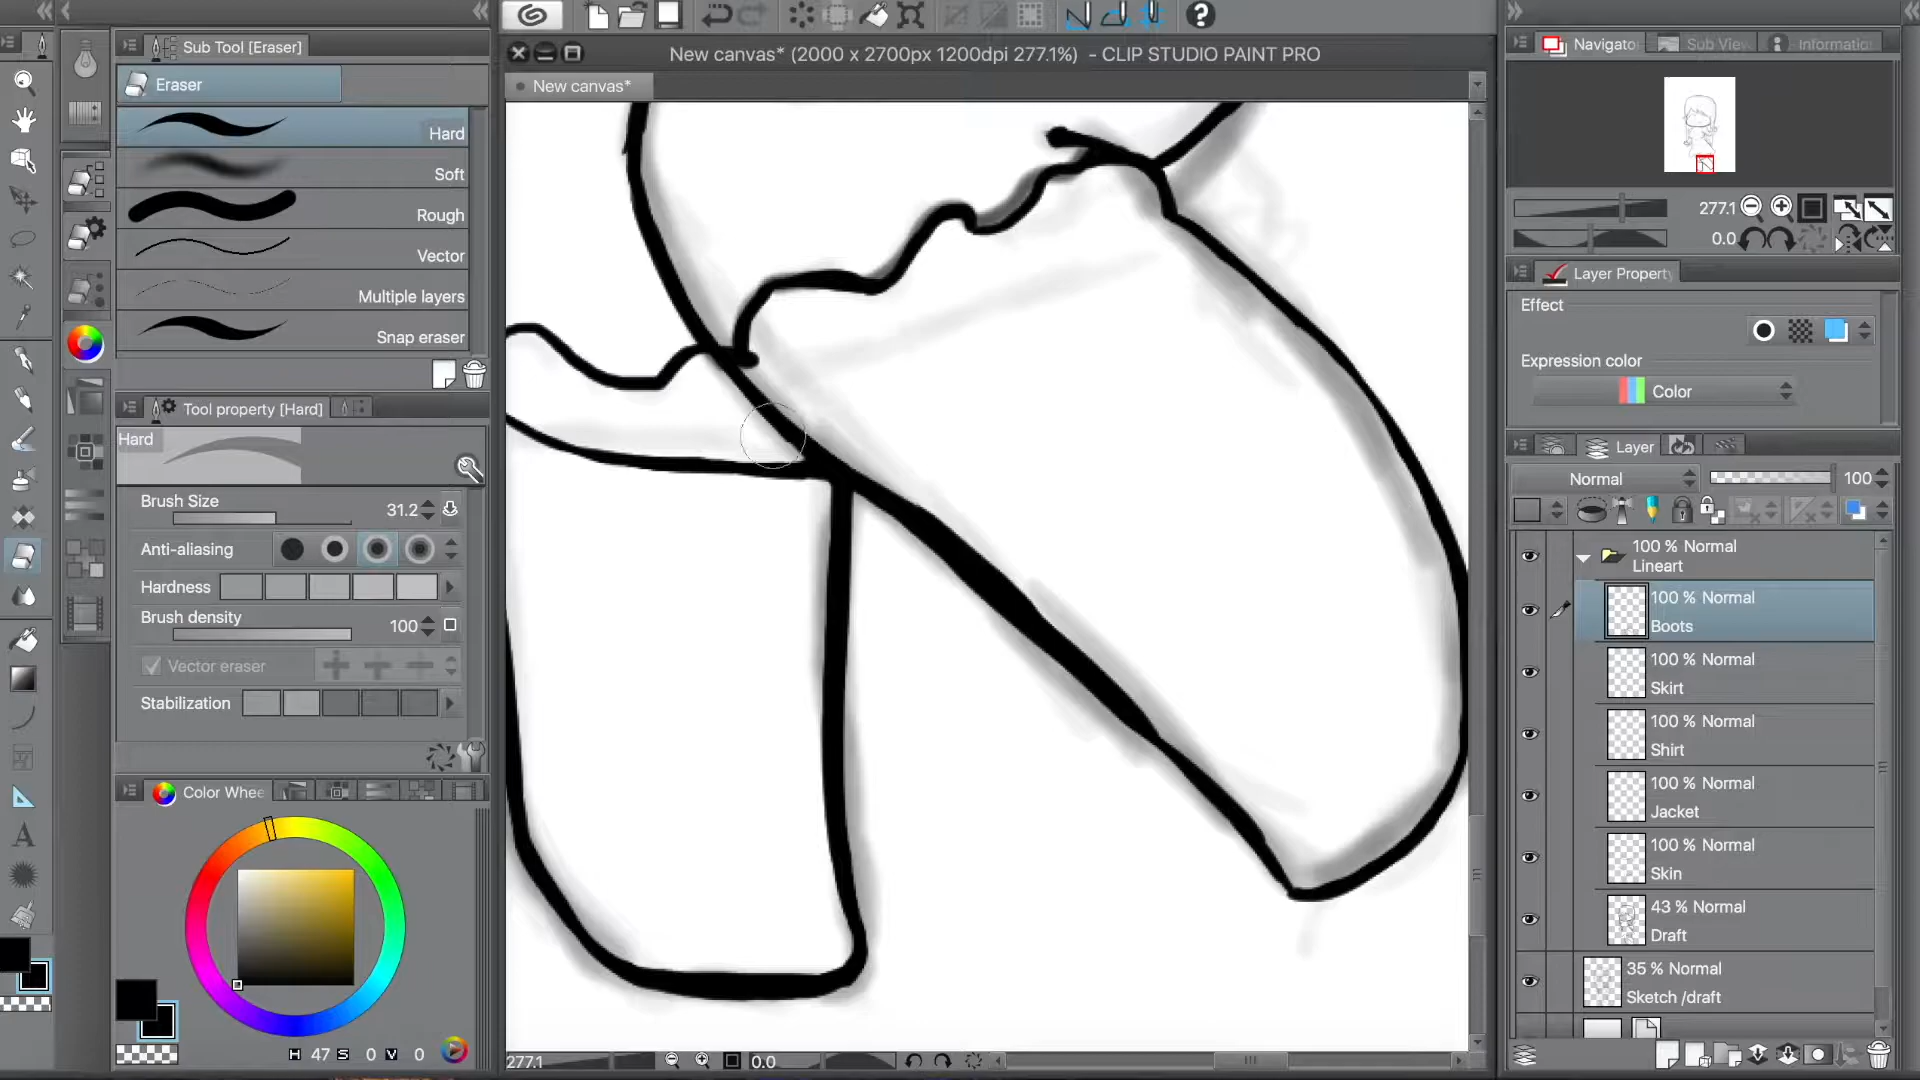 Sub Tool [Eraser]
Eraser
Hard
Soft
Rough
Vector
Multiple layers
Snap eraser
Tool property [Hard]
Hard
Brush Size
31.2
Anti-aliasing
Hardness
Brush density
100
Vector eraser
Stabilization
Color Whee
H 47 S 0 V 0
New canvas* (2000 x 2700px 1200dpi 277.1%) - CLIP STUDIO PAINT PRO
New canvas*
277.1
0.0
Navigato
Sub View
Informatio
277.1
0.0
Layer Property
Effect
Expression color
Color
Layer
Normal
100
100 % Normal
Lineart
100 % Normal
Boots
100 % Normal
Skirt
100 % Normal
Shirt
100 % Normal
Jacket
100 % Normal
Skin
43 % Normal
Draft
35 % Normal
Sketch /draft